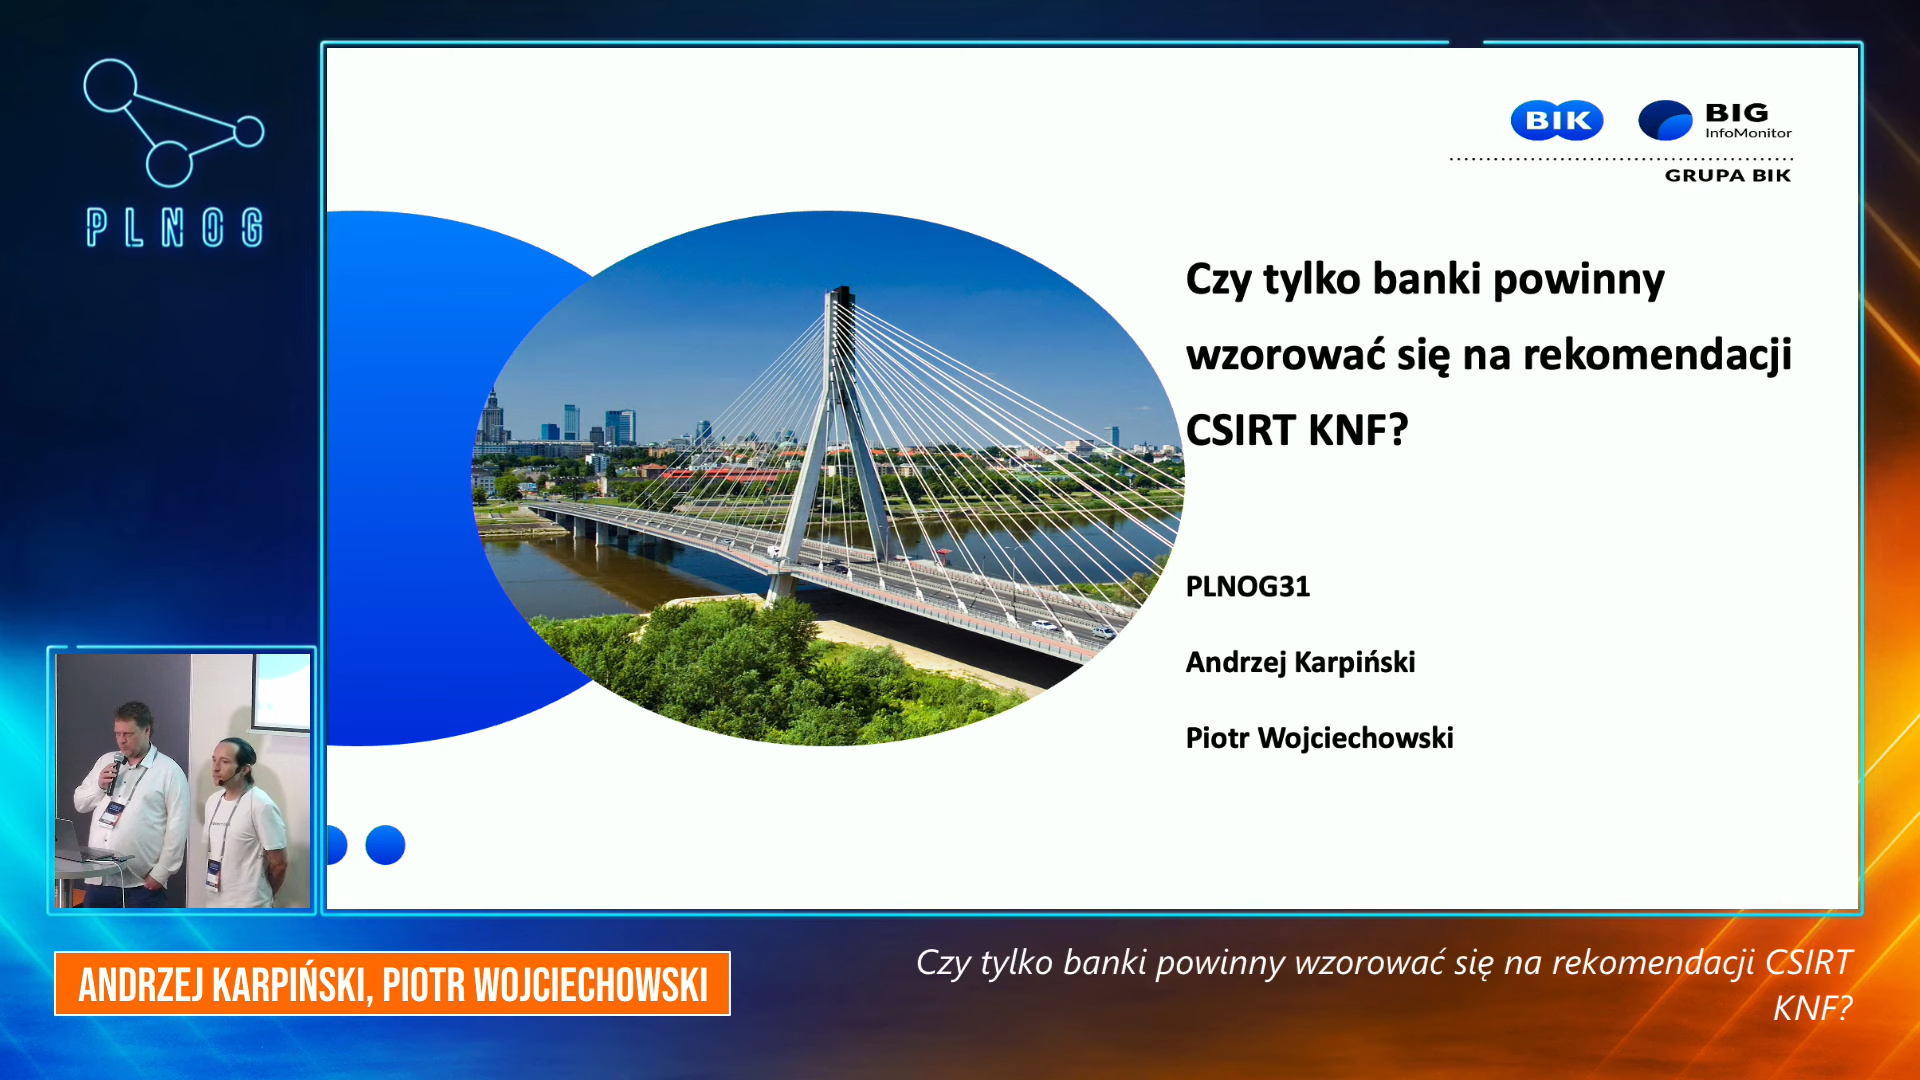 PLNOG
BIK
BIG
InfoMonitor
GRUPA BIK
Czy tylko banki powinny
wzorować się na rekomendacji
CSIRT KNF?
PLNOG31
Andrzej Karpiński
Piotr Wojciechowski
ANDRZEJ KARPIŃSKI, PIOTR WOJCIECHOWSKI
Czy tylko banki powinny wzorować się na rekomendacji CSIRT
KNF?